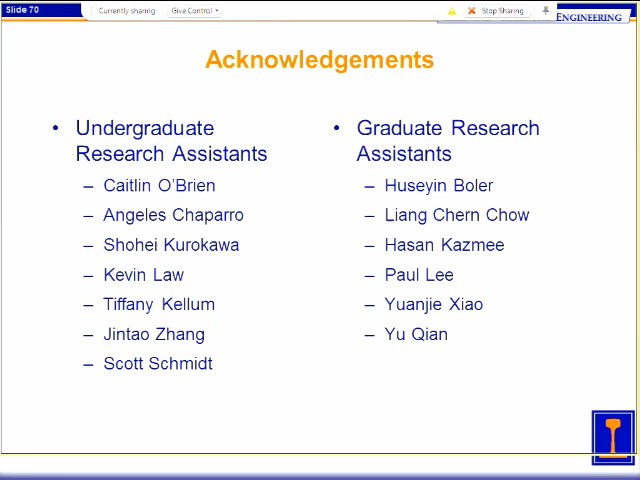 Slide 70
Currently sharing
Give Control
Stop Sharing
ENGINEERING
Acknowledgements
• Undergraduate
Research Assistants
– Caitlin O'Brien
– Angeles Chaparro
– Shohei Kurokawa
– Kevin Law
– Tiffany Kellum
– Jintao Zhang
– Scott Schmidt
• Graduate Research
Assistants
– Huseyin Boler
– Liang Chern Chow
– Hasan Kazmee
– Paul Lee
– Yuanjie Xiao
– Yu Qian